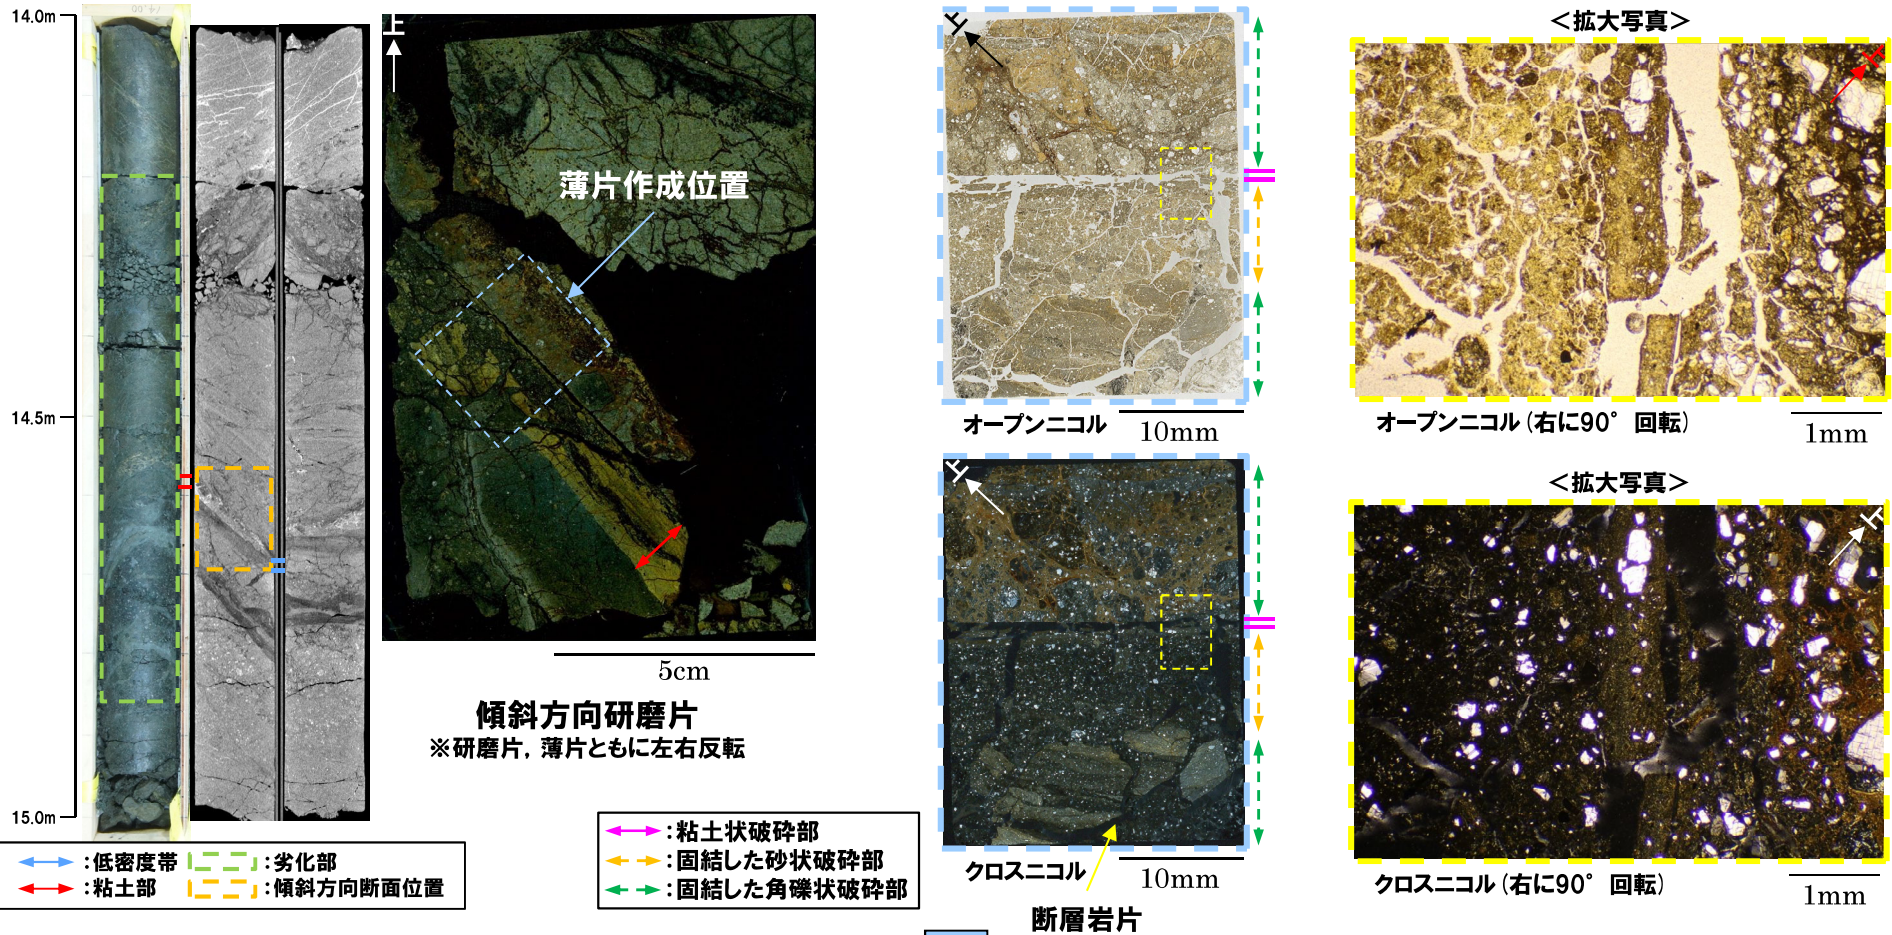 14.0m
14.5m
15.0m
14.00
:低密度帯
:劣化部
:粘土部
:傾斜方向断面位置
上
薄片作成位置
5cm
傾斜方向研磨片
※研磨片，薄片ともに左右反転
:粘土状破砕部
:固結した砂状破砕部
:固結した角礫状破砕部
上
オープンニコル
10mm
上
クロスニコル
10mm
断層岩片
＜拡大写真＞
上
オープンニコル（右に90°回転）
1mm
＜拡大写真＞
上
クロスニコル（右に90°回転）
1mm